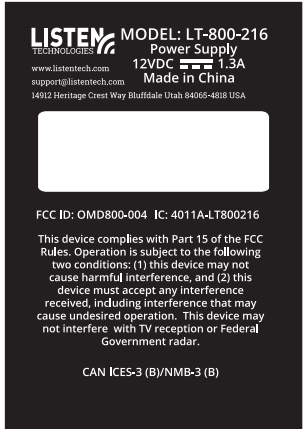 LISTEN
TECHNOLOGIES
www.listentech.com
support@listentech.com
14912 Heritage Crest Way Bluffdale Utah 84065-4818 USA
MODEL: LT-800-216
Power Supply
12VDC 1.3A
Made in China
FCC ID: OMD800-004 IC: 4011A-LT800216
This device complies with Part 15 of the FCC
Rules. Operation is subject to the following
two conditions: (1) this device may not
cause harmful interference, and (2) this
device must accept any interference
received, including interference that may
cause undesired operation. This device may
not interfere with TV reception or Federal
Government radar.
CAN ICES-3 (B)/NMB-3 (B)